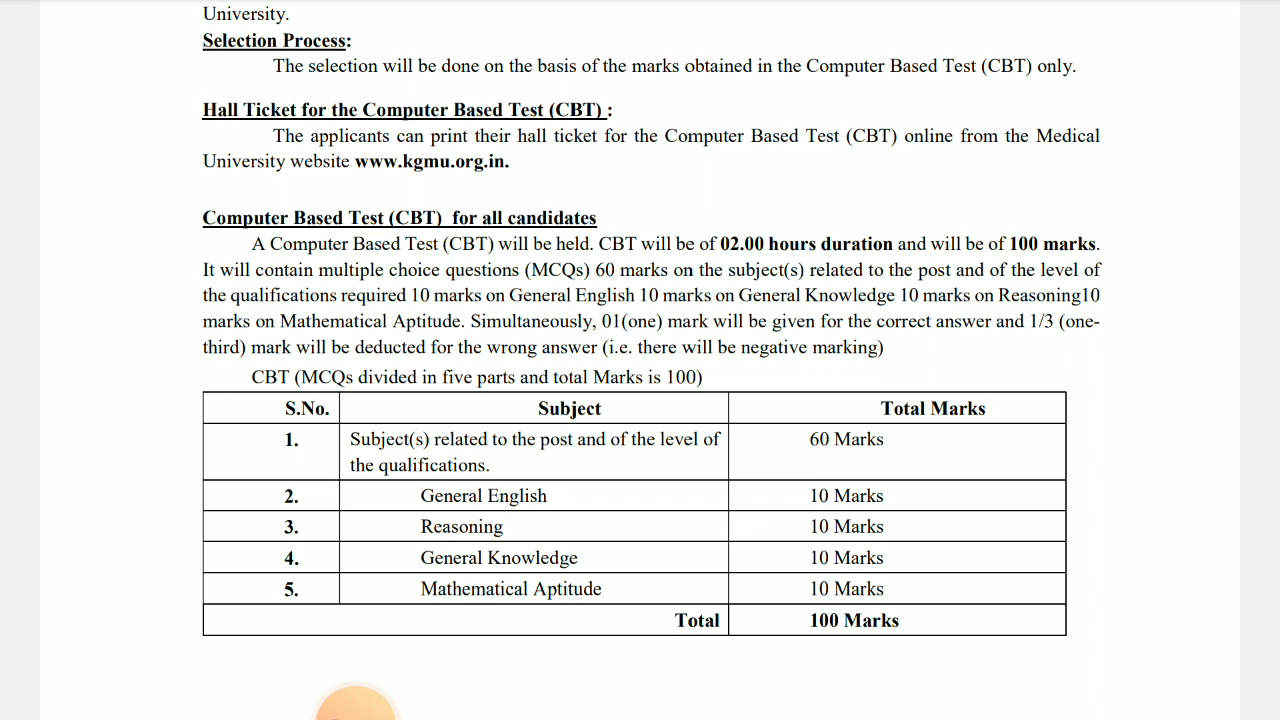 University.
Selection Process:
The selection will be done on the basis of the marks obtained in the Computer Based Test (CBT) only.
Hall Ticket for the Computer Based Test (CBT) :
The applicants can print their hall ticket for the Computer Based Test (CBT) online from the Medical
University website www.kgmu.org.in.
Computer Based Test (CBT) for all candidates
A Computer Based Test (CBT) will be held. CBT will be of 02.00 hours duration and will be of 100 marks.
It will contain multiple choice questions (MCQs) 60 marks on the subject(s) related to the post and of the level of
the qualifications required 10 marks on General English 10 marks on General Knowledge 10 marks on Reasoning10
marks on Mathematical Aptitude. Simultaneously, 01(one) mark will be given for the correct answer and 1/3 (one-
third) mark will be deducted for the wrong answer (i.e. there will be negative marking)
CBT (MCQs divided in five parts and total Marks is 100)
S.No. Subject Total Marks
1. Subject(s) related to the post and of the level of 60 Marks
the qualifications.
2. General English 10 Marks
3. Reasoning 10 Marks
4. General Knowledge 10 Marks
5. Mathematical Aptitude 10 Marks
Total 100 Marks